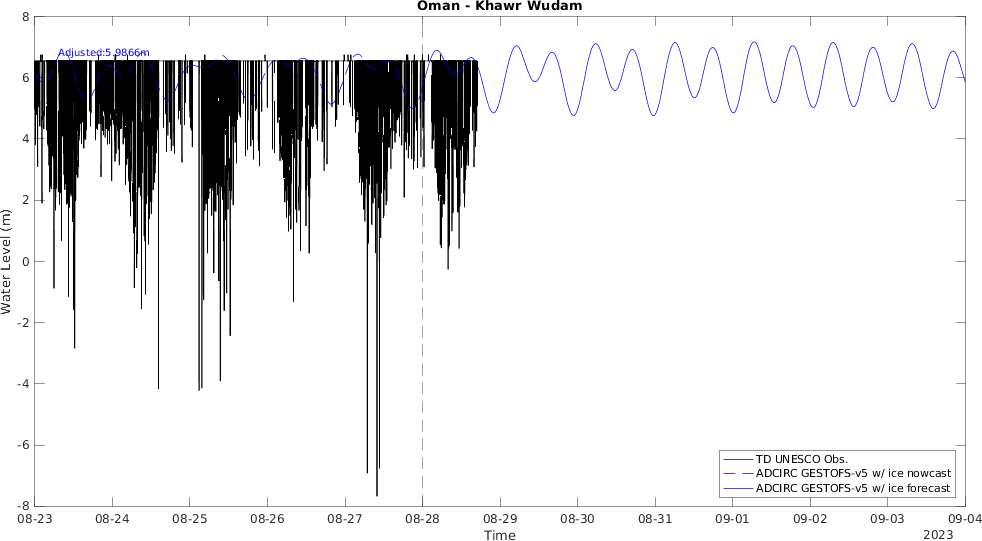 Oman - Khawr Wudam
Adjusted:5.9866m
Water Level (m)
8
6
4
2
0
-2
-4
-6
-8
TD UNESCO Obs.
ADCIRC GESTOFS-v5 w/ ice nowcast
ADCIRC GESTOFS-v5 w/ ice forecast
08-23 08-24 08-25 08-26 08-27 08-28 08-29 08-30 08-31 09-01 09-02 09-03 09-04
Time
2023